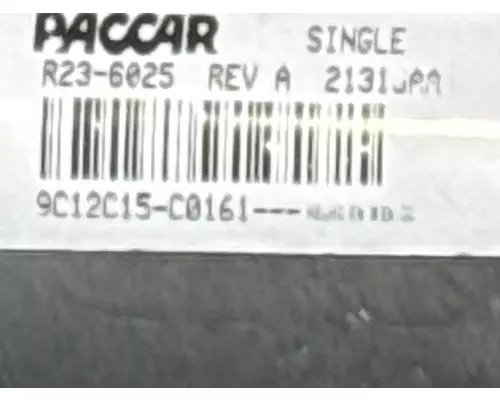 PACCAR SINGLE
R23-6025 REV A
9C12C15-C0161---